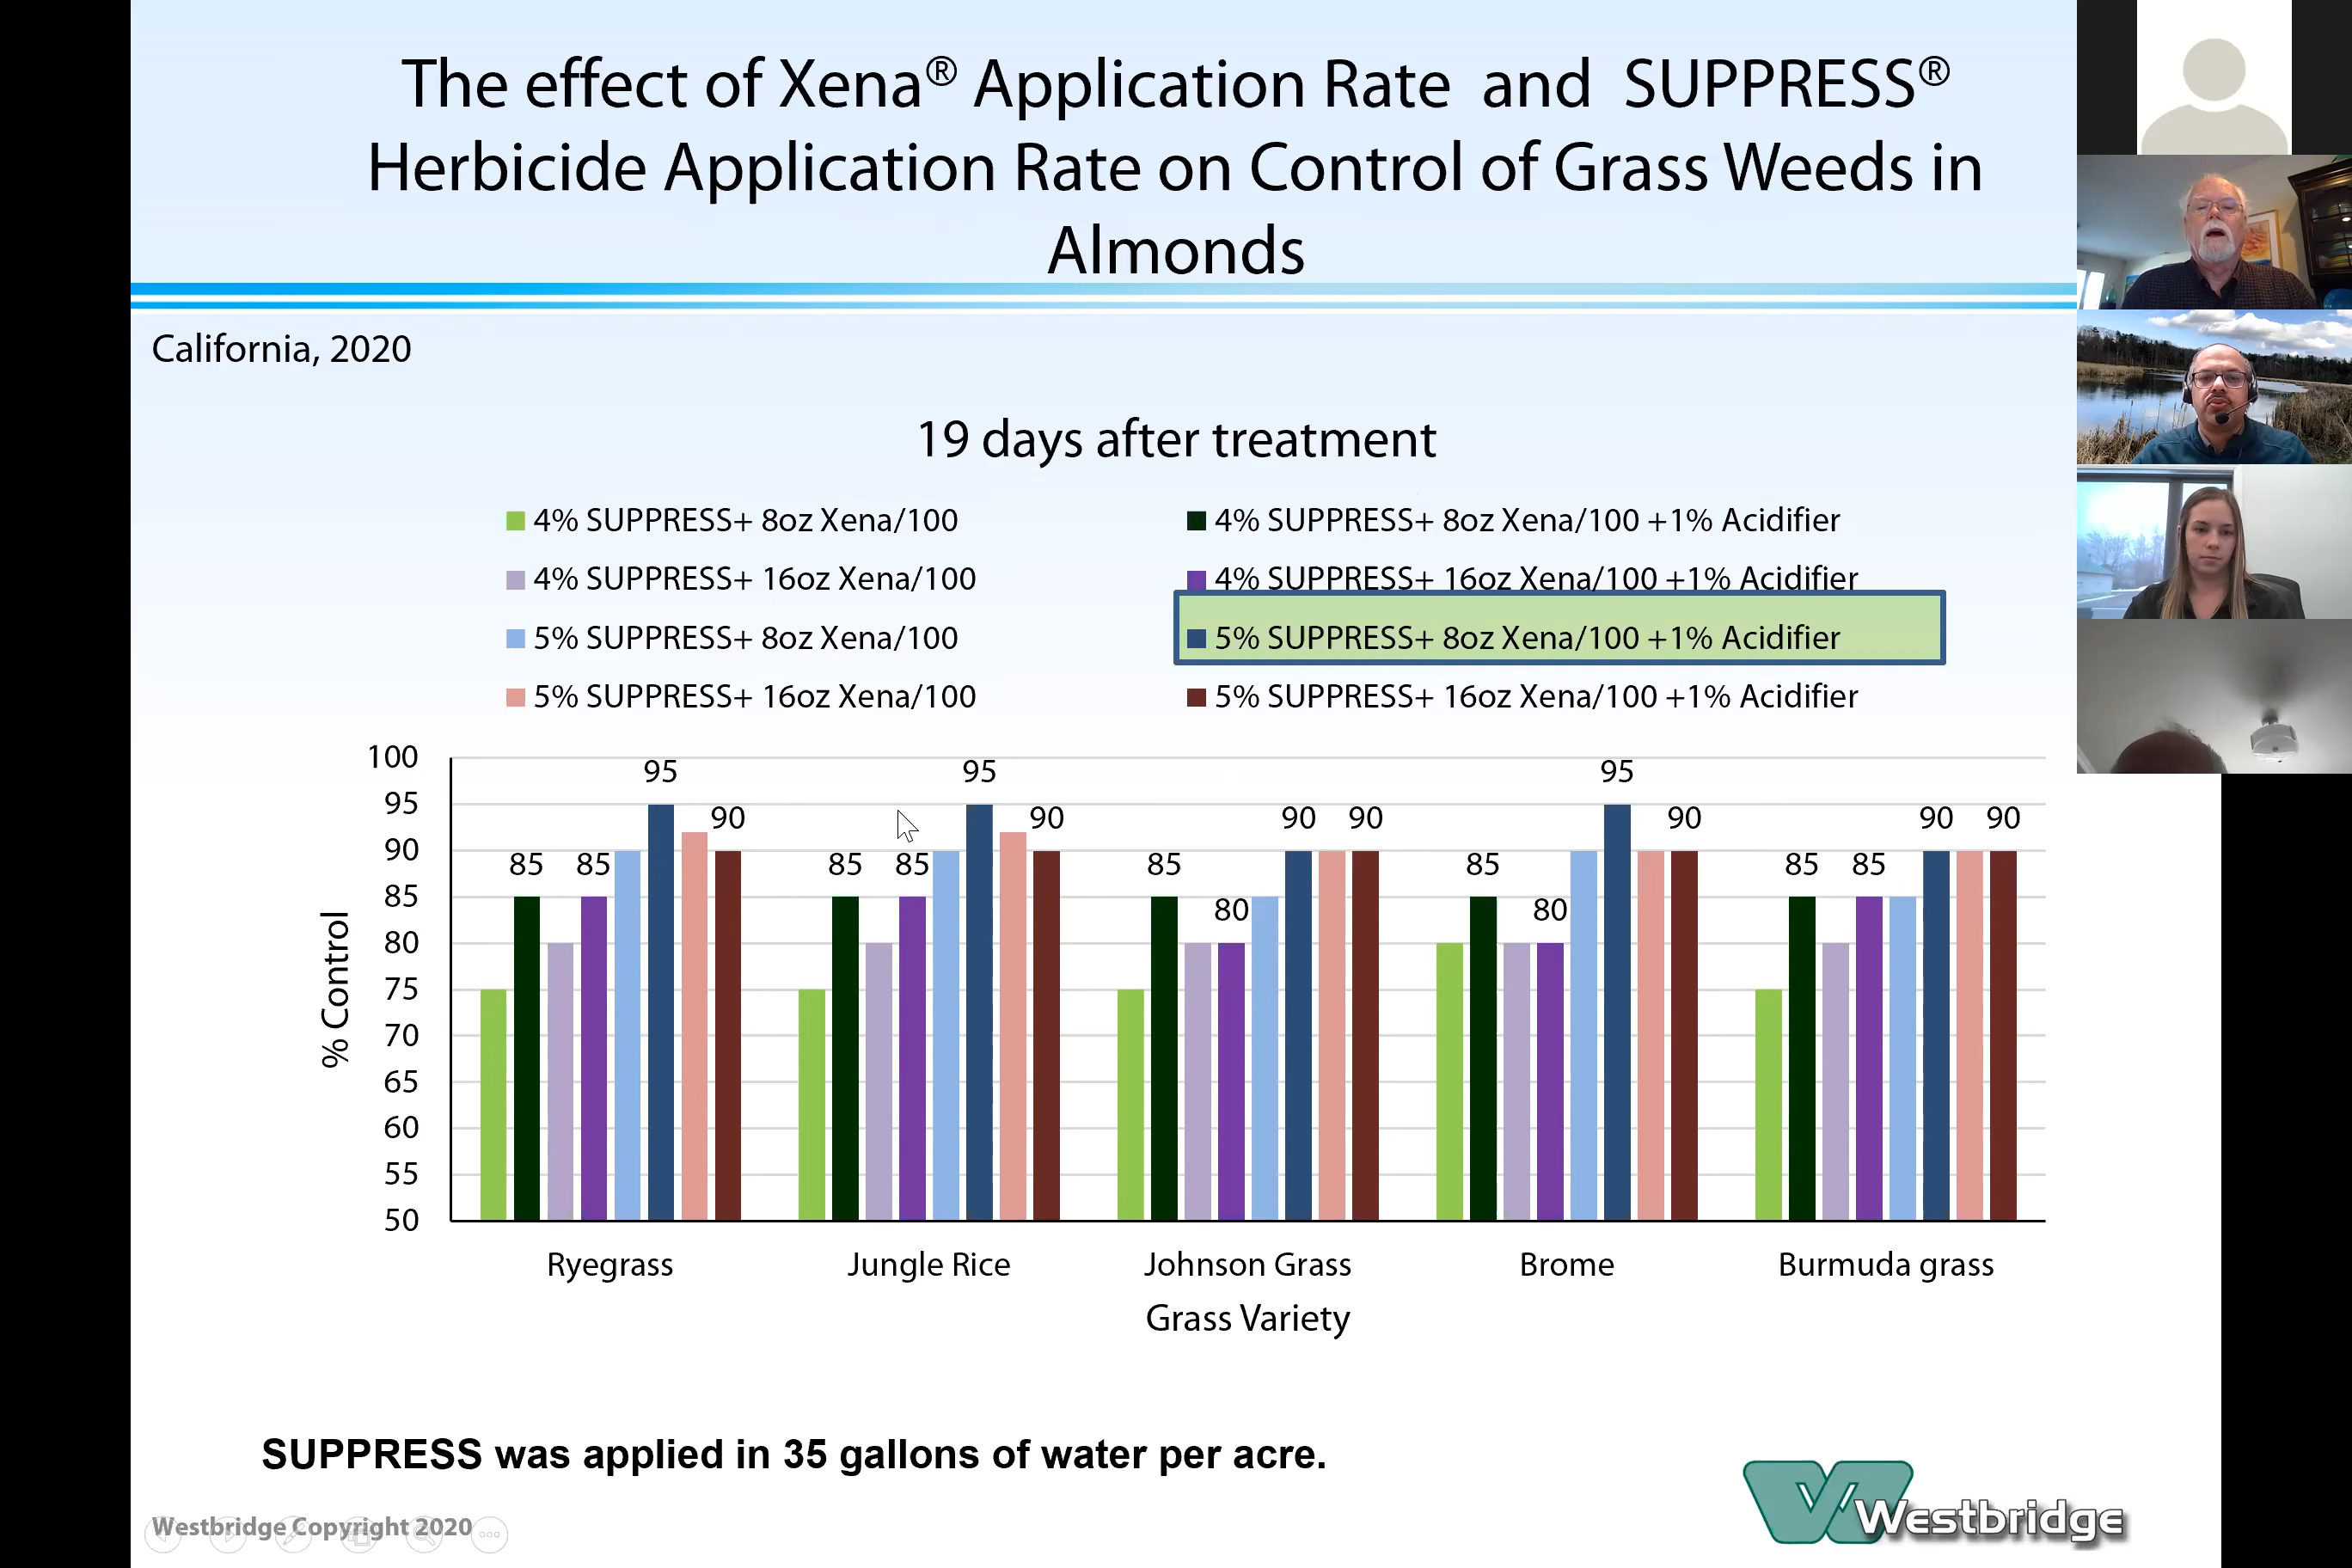 The effect of Xena® Application Rate and SUPPRESS®
Herbicide Application Rate on Control of Grass Weeds in
Almonds
California, 2020
19 days after treatment
4% SUPPRESS+ 8oz Xena/100
4% SUPPRESS+ 8oz Xena/100 +1% Acidifier
4% SUPPRESS+ 16oz Xena/100
4% SUPPRESS+ 16oz Xena/100 +1% Acidifier
5% SUPPRESS+ 8oz Xena/100
5% SUPPRESS+ 8oz Xena/100 +1% Acidifier
5% SUPPRESS+ 16oz Xena/100
5% SUPPRESS+ 16oz Xena/100 +1% Acidifier
% Control
100
95
90
85
80
75
70
65
60
55
50
85 85 95 90
85 85 95 90
85 80 90 90
85 80 95 90
85 85 90 90
Ryegrass Jungle Rice Johnson Grass Brome Burmuda grass
Grass Variety
SUPPRESS was applied in 35 gallons of water per acre.
Westbridge Copyright 2020
Westbridge